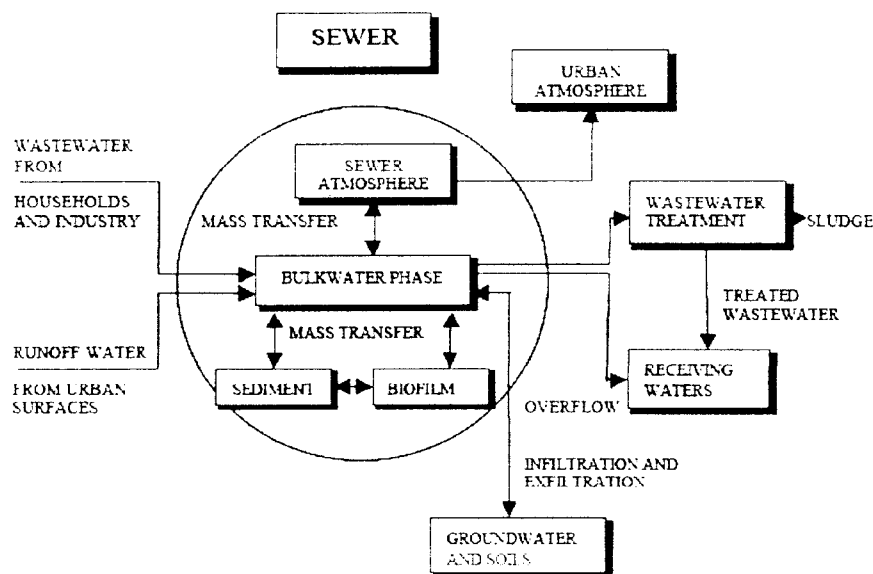 SEWER
URBAN
ATMOSPHERE
WASTEWATER
FROM
HOUSEHOLDS
AND INDUSTRY
SEWER
ATMOSPHERE
MASS TRANSFER
WASTEWATER
TREATMENT
SLUDGE
BULKWATER PHASE
TREATED
WASTEWATER
MASS TRANSFER
RUNOFF WATER
FROM URBAN
SURFACES
SEDIMENT
BIOFILM
RECEIVING
WATERS
OVERFLOW
INFILTRATION AND
EXFILTRATION
GROUNDWATER
AND SOILS